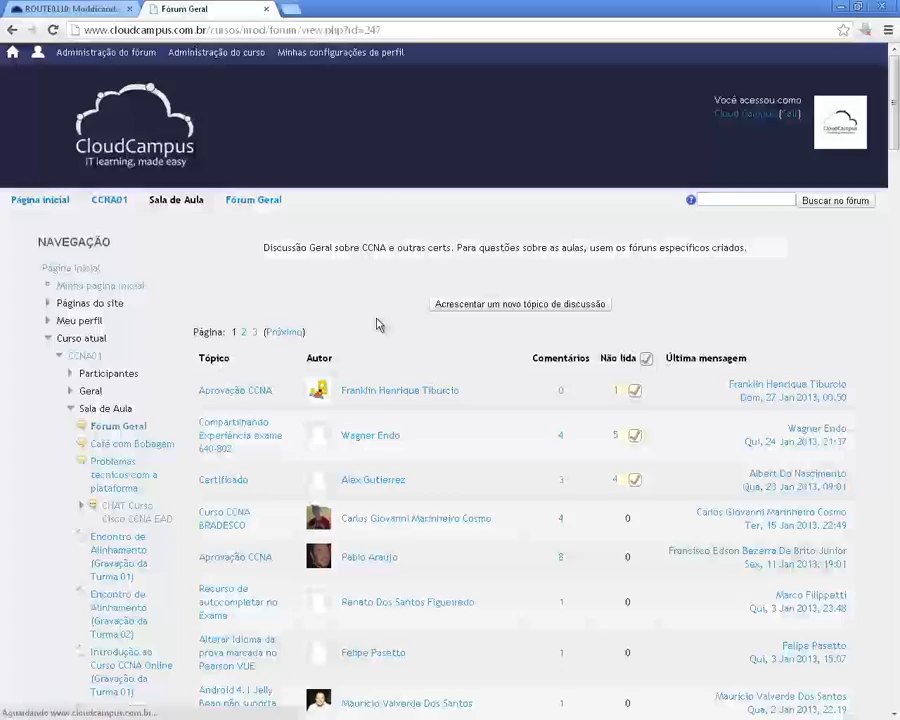 ROUTER.UP: Modificando
Fórum Geral
www.cloudcampus.com.br/cursos/mod/forum/view.php?id=247
Administração do fórum Administração do curso Minhas configurações de perfil
CloudCampus
IT learning, made easy
Você acessou como
Cloud Campus (Sair)
CloudCampus
Página inicial CCNA01 Sala de Aula Fórum Geral
Buscar no fórum
NAVEGAÇÃO
Página inicial
Minha página inicial
Páginas do site
Meu perfil
Curso atual
CCNA01
Participantes
Geral
Sala de Aula
Fórum Geral
Café com Bobagem
Problemas
técnicos com a
plataforma
CHAT Curso
Cisco CCNA EAD
Encontro de
Alinhamento
(Gravação da
Turma 01)
Encontro de
Alinhamento
(Gravação da
Turma 02)
Introdução ao
Curso CCNA Online
(Gravação da
Turma 01)
Discussão Geral sobre CCNA e outras certs. Para questões sobre as aulas, usem os fóruns específicos criados.
Acrescentar um novo tópico de discussão
Página: 1 2 3 (Próximo)
Tópico Autor Comentários Não lida Última mensagem
Aprovação CCNA Franklin Henrique Tiburcio 0 1 Franklin Henrique Tiburcio
Dom, 27 Jan 2013, 00:50
Compartilhando
Experiência exame
640-802
Wagner Endo 4 5 Wagner Endo
Qui, 24 Jan 2013, 21:37
Certificado Alex Gutierrez 3 4 Albert Do Nascimento
Qua, 23 Jan 2013, 09:01
Curso CCNA
BRADESCO
Carlos Giovanni Marinheiro Cosmo 4 0 Carlos Giovanni Marinheiro Cosmo
Ter, 15 Jan 2013, 22:49
Aprovação CCNA Pablo Araujo 8 0 Francisco Edson Bezerra De Brito Junior
Sex, 11 Jan 2013, 19:01
Recurso de
autocompletar no
Exame
Renato Dos Santos Figueiredo 1 0 Marco Filippetti
Qui, 3 Jan 2013, 23:48
Alterar idioma da
prova marcada no
Pearson VUE
Felipe Pasetto 1 0 Felipe Pasetto
Qui, 3 Jan 2013, 15:07
Android 4.1 Jelly
Bean não suporta
Mauricio Valverde Dos Santos 1 0 Mauricio Valverde Dos Santos
Qua, 2 Jan 2013, 22:19
Aguardando www.cloudcampus.com.br...